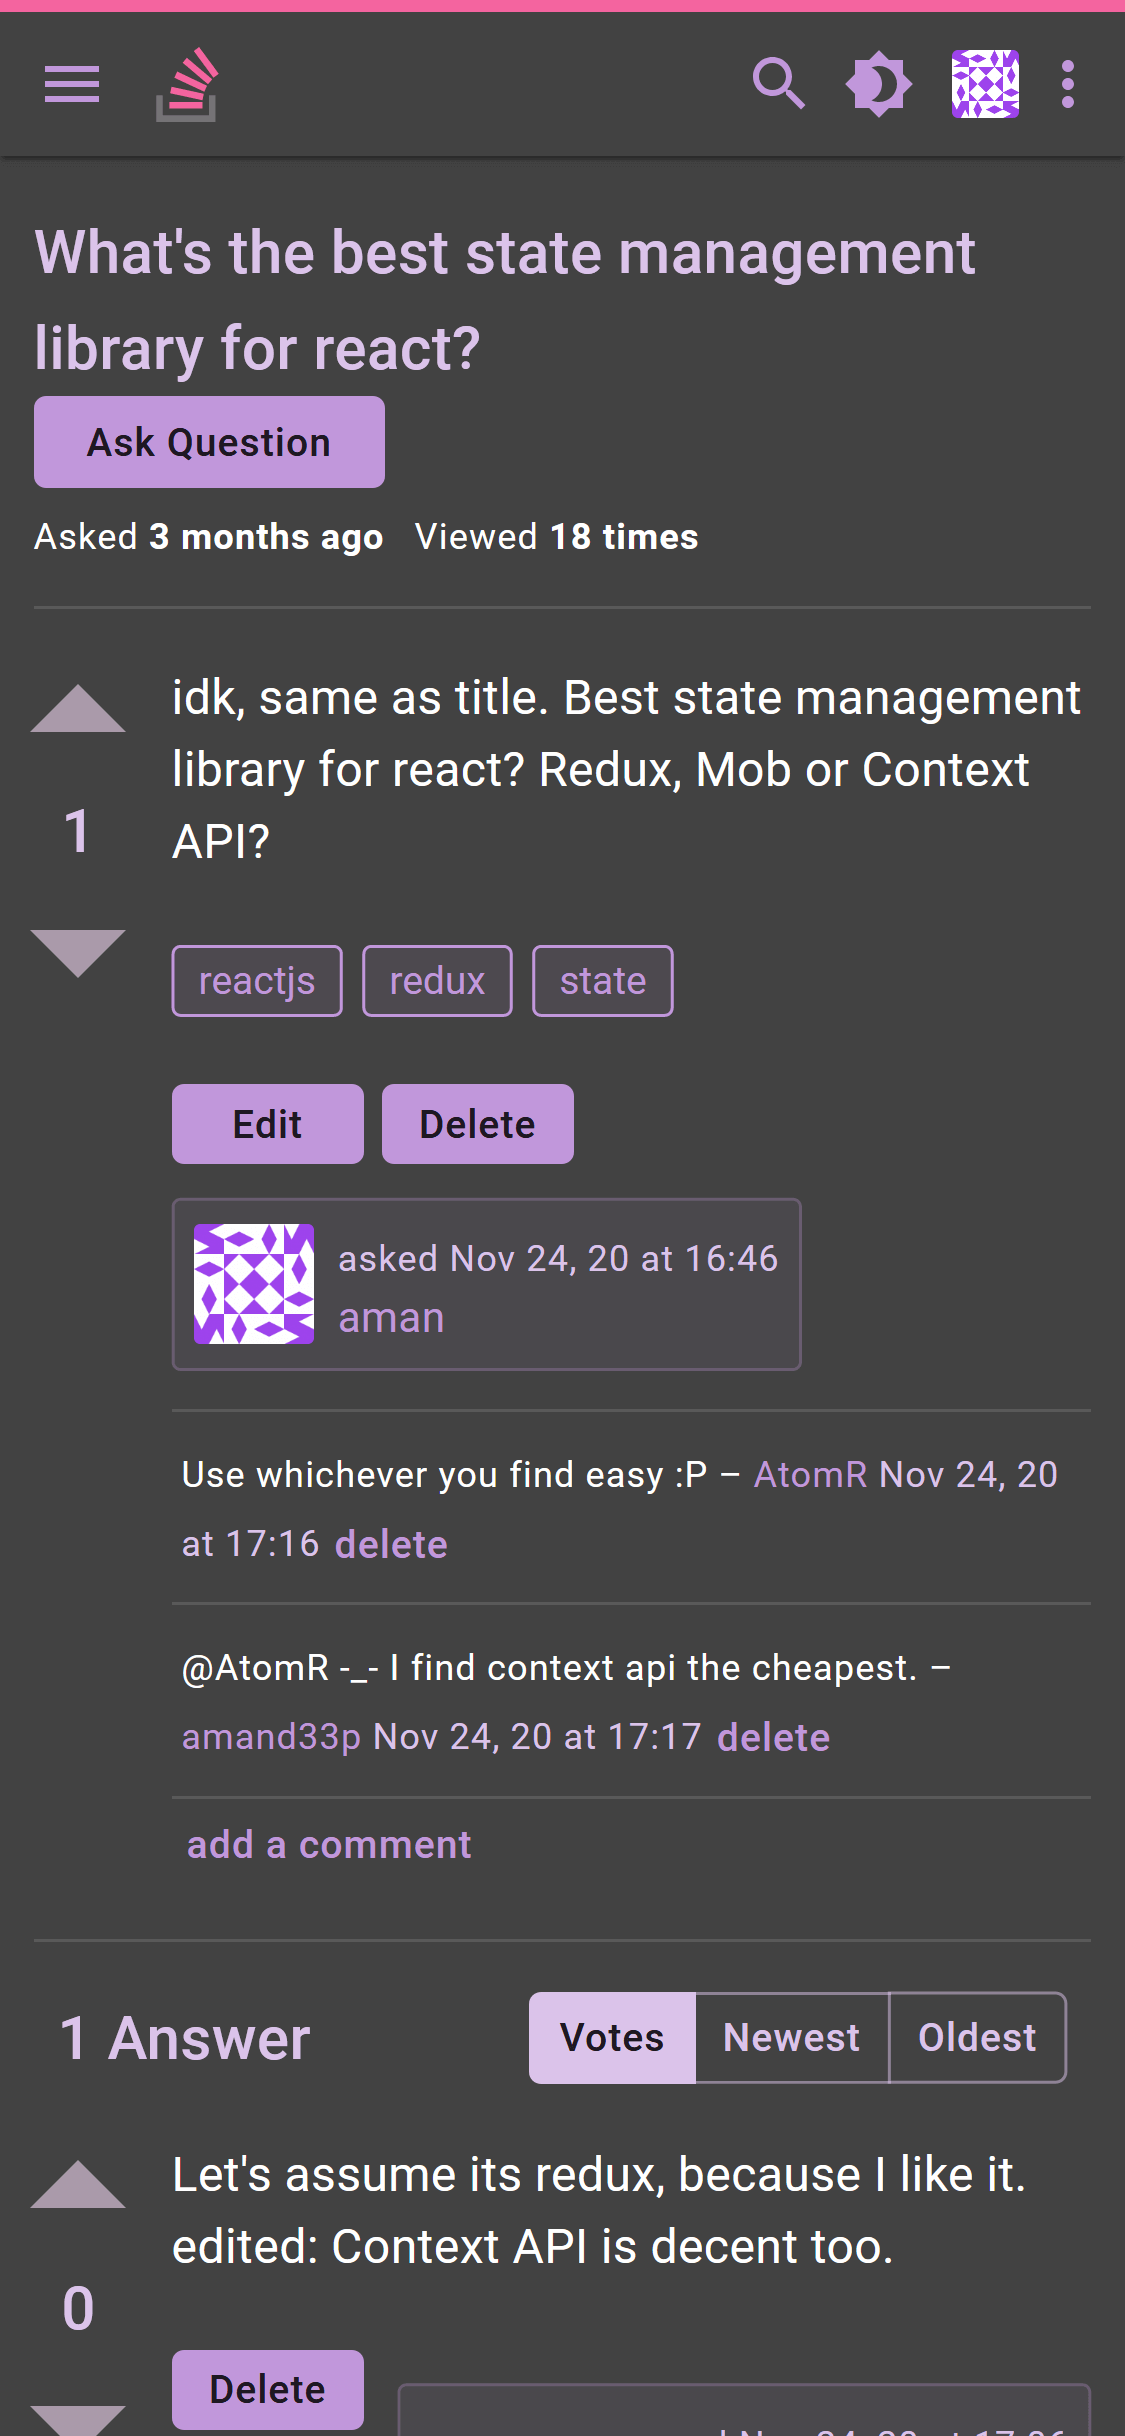 What's the best state management
library for react?
Ask Question
Asked 3 months ago Viewed 18 times
idk, same as title. Best state management
library for react? Redux, Mob or Context
API?
1
reactjs redux state
Edit Delete
asked Nov 24, 20 at 16:46
aman
Use whichever you find easy :P – AtomR Nov 24, 20
at 17:16 delete
@AtomR -_- I find context api the cheapest. –
amand33p Nov 24, 20 at 17:17 delete
add a comment
1 Answer Votes Newest Oldest
Let's assume its redux, because I like it.
edited: Context API is decent too.
0
Delete